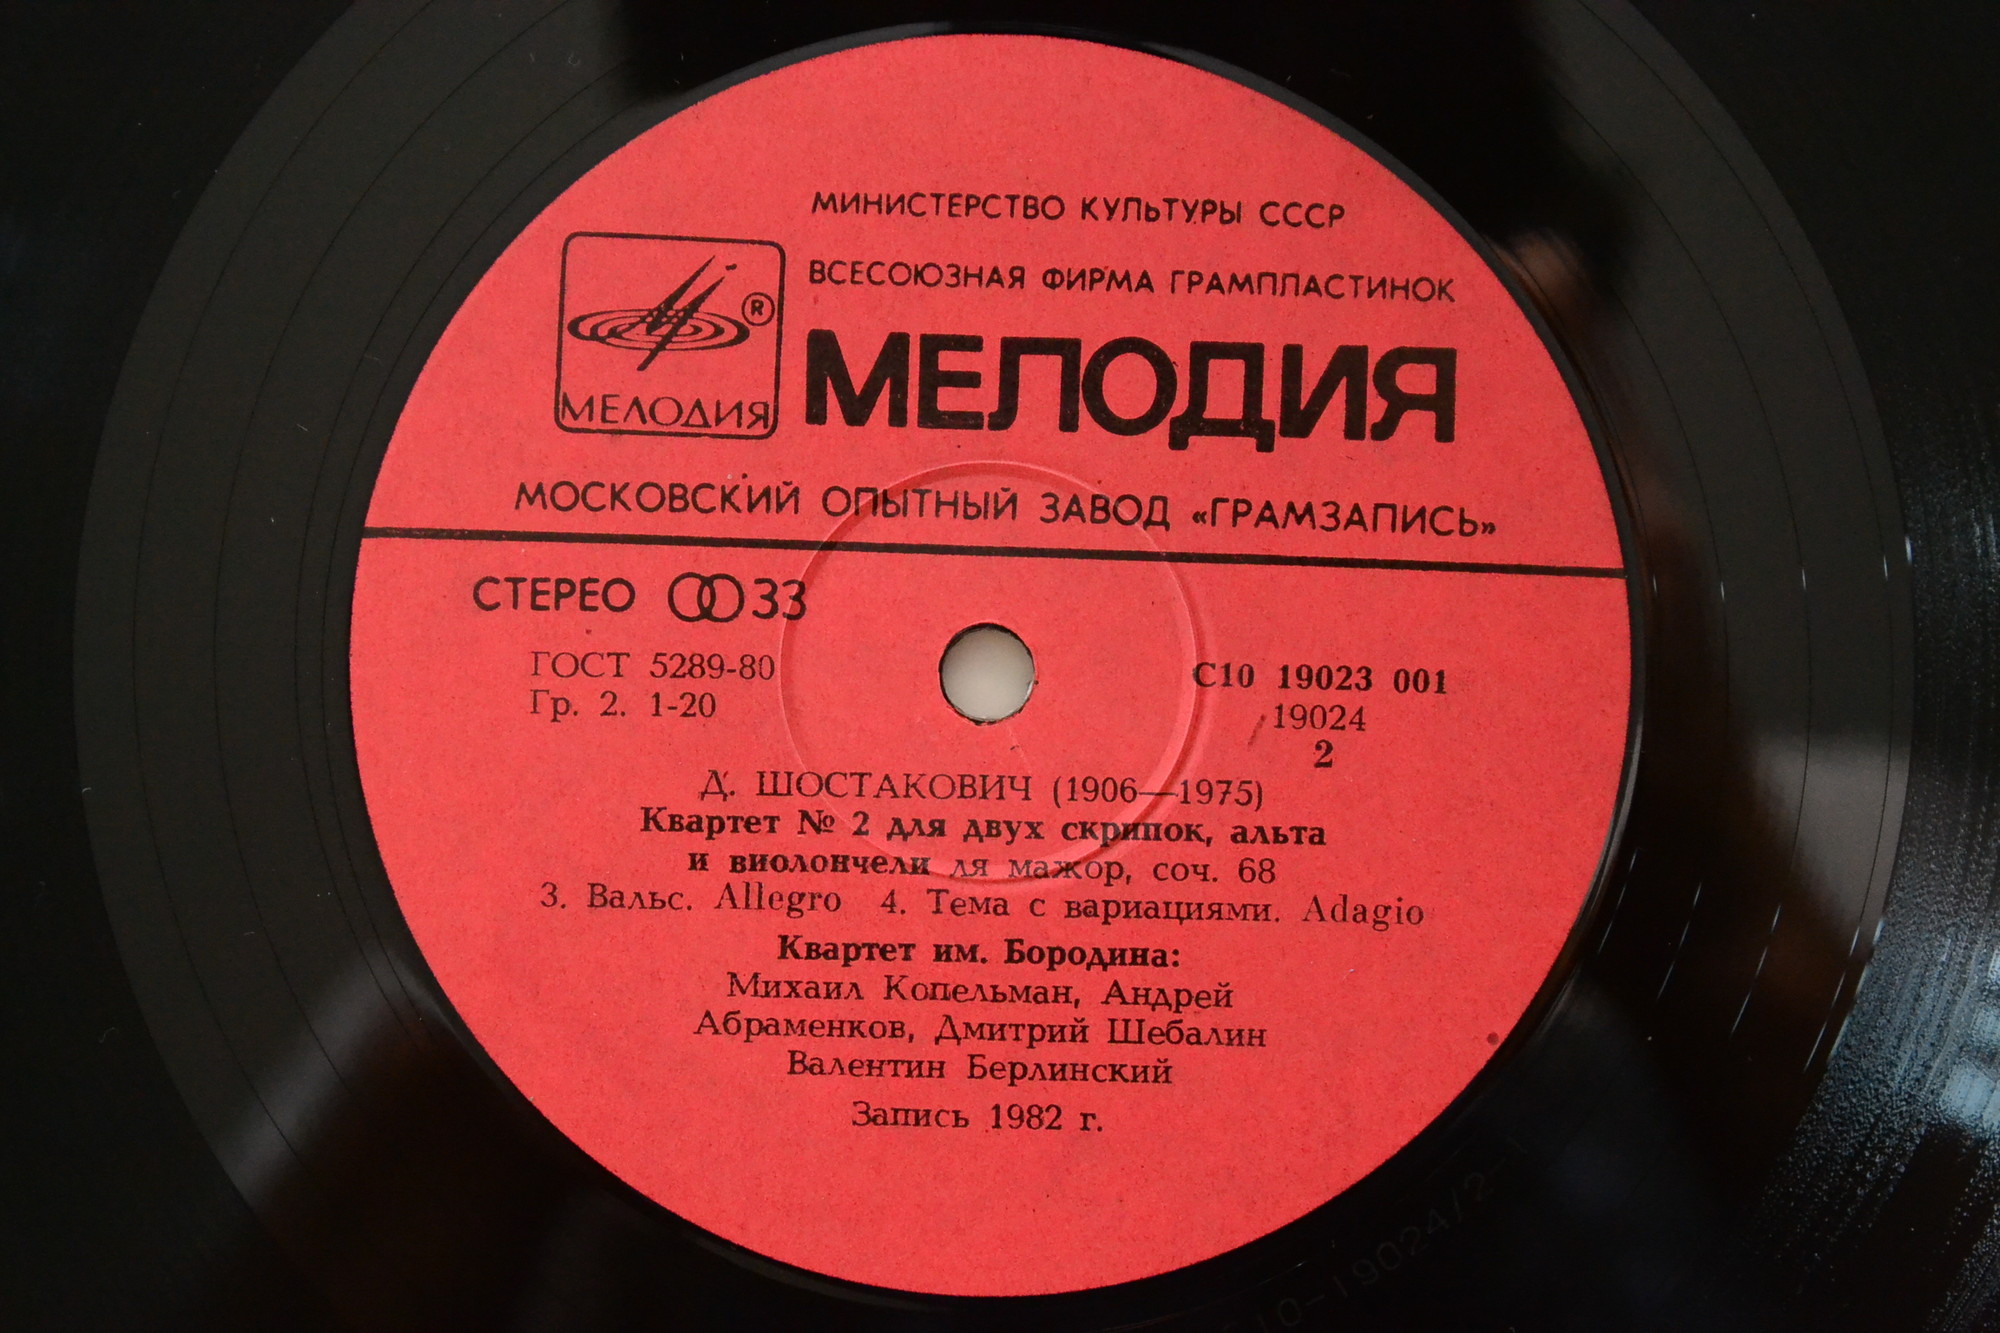 МИНИСТЕРСТВО КУЛЬТУРЫ СССР
ВСЕСОЮЗНАЯ ФИРМА ГРАМПЛАСТИНОК
®
МЕЛОДИЯ
МЕЛОДИЯ
МОСКОВСКИЙ ОПЫТНЫЙ ЗАВОД «ГРАМЗАПИСЬ»
СТЕРЕО 33
ГОСТ 5289-80
Гр. 2. 1-20
С10 19023 001
19024
2
Д. ШОСТАКОВИЧ (1906—1975)
Квартет № 2 для двух скрипок, альта
и виолончели ля мажор, соч. 68
3. Вальс. Allegro 4. Тема с вариациями. Adagio
Квартет им. Бородина:
Михаил Копельман, Андрей
Абраменков, Дмитрий Шебалин
Валентин Берлинский
Запись 1982 г.